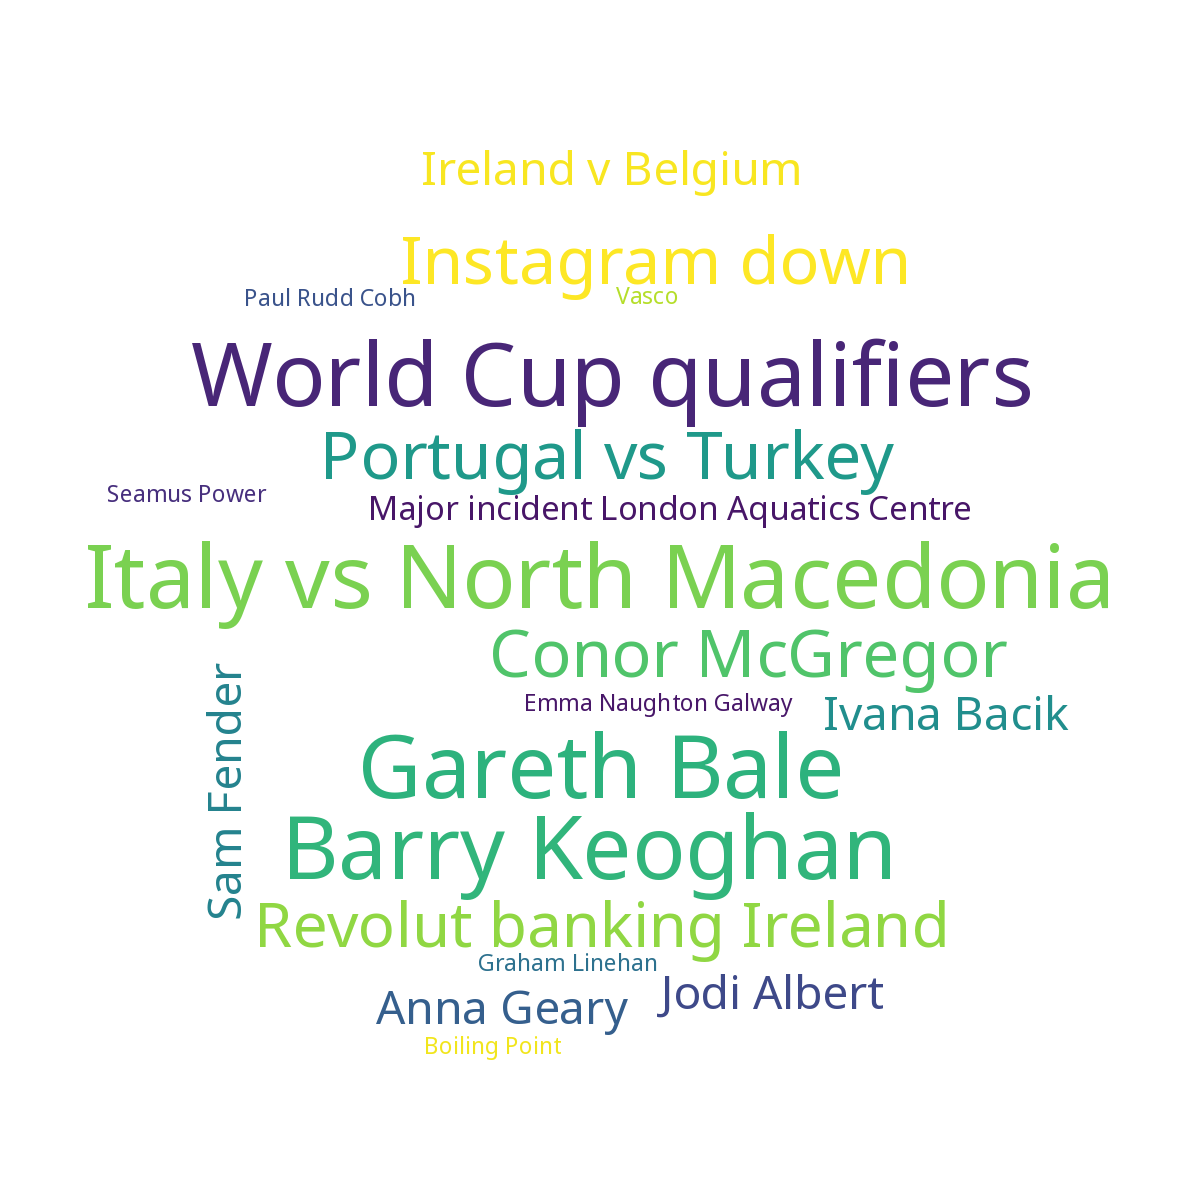 Ireland v Belgium
Instagram down
Paul Rudd Cobh
Vasco
World Cup qualifiers
Portugal vs Turkey
Seamus Power
Major incident London Aquatics Centre
Italy vs North Macedonia
Conor McGregor
Emma Naughton Galway
Ivana Bacik
Sam Fender
Gareth Bale
Barry Keoghan
Revolut banking Ireland
Graham Linehan
Jodi Albert
Anna Geary
Boiling Point